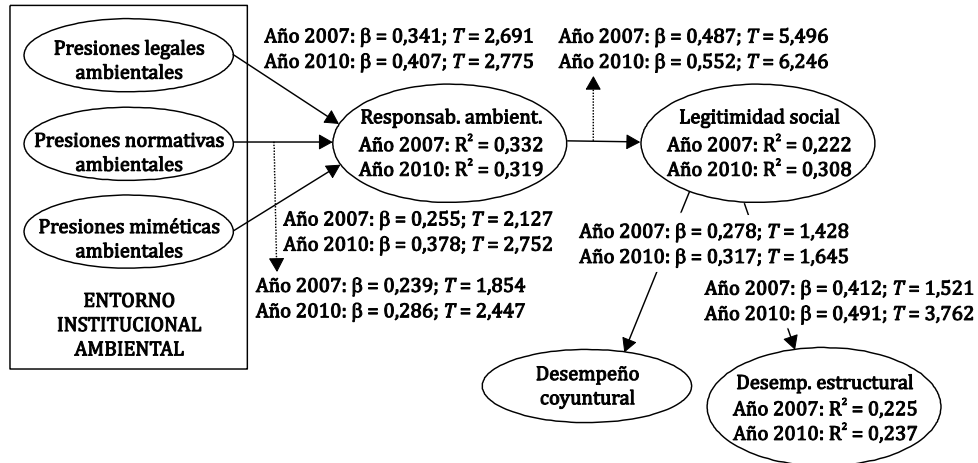 Presiones legales
ambientales
Presiones normativas
ambientales
Presiones miméticas
ambientales
ENTORNO
INSTITUCIONAL
AMBIENTAL
Año 2007: β = 0,341; T = 2,691
Año 2010: β = 0,407; T = 2,775
Año 2007: β = 0,487; T = 5,496
Año 2010: β = 0,552; T = 6,246
Responsab. ambient.
Año 2007: R² = 0,332
Año 2010: R² = 0,319
Legitimidad social
Año 2007: R² = 0,222
Año 2010: R² = 0,308
Año 2007: β = 0,255; T = 2,127
Año 2010: β = 0,378; T = 2,752
Año 2007: β = 0,239; T = 1,854
Año 2010: β = 0,286; T = 2,447
Año 2007: β = 0,278; T = 1,428
Año 2010: β = 0,317; T = 1,645
Año 2007: β = 0,412; T = 1,521
Año 2010: β = 0,491; T = 3,762
Desempeño
coyuntural
Desemp. estructural
Año 2007: R² = 0,225
Año 2010: R² = 0,237